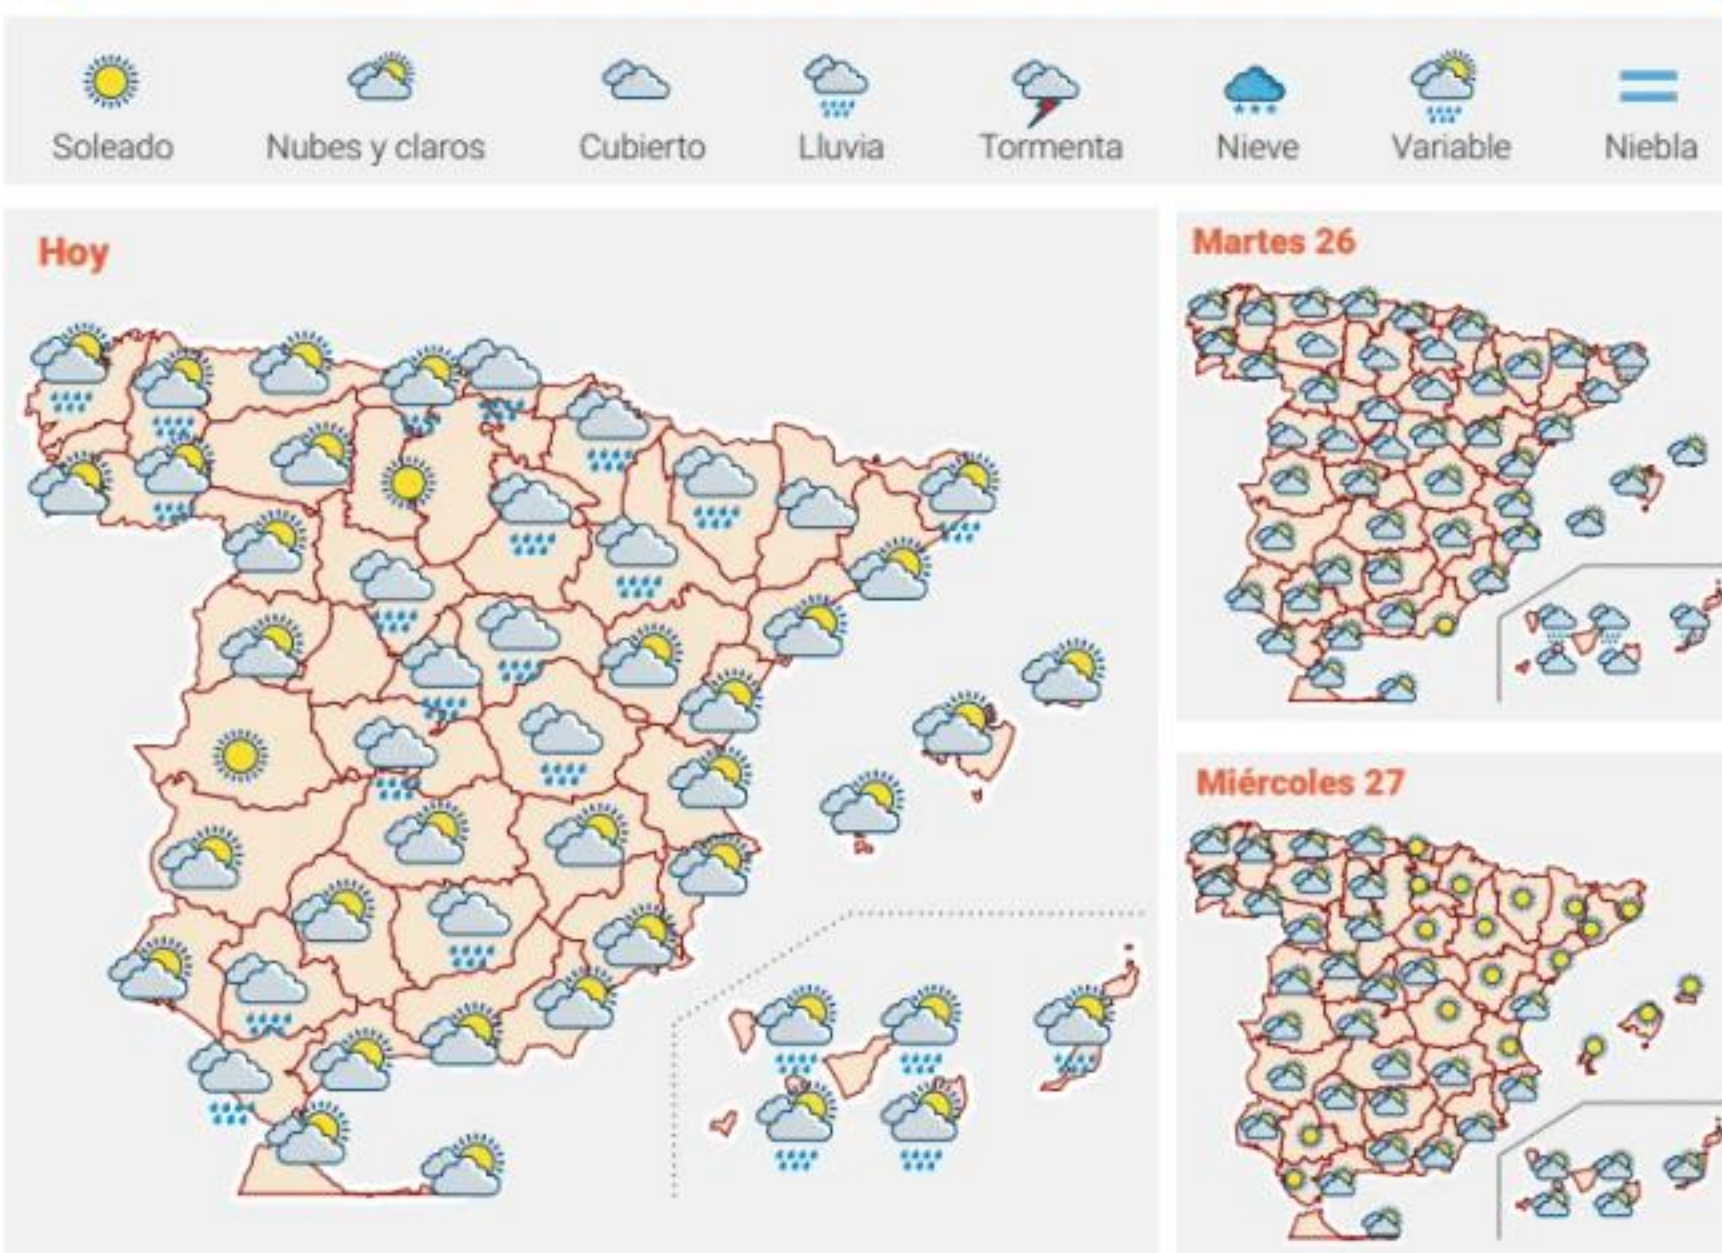 Soleado Nubes y claros Cubierto Lluvia Tormenta Nieve Variable Niebla
Hoy
Martes 26
Miércoles 27